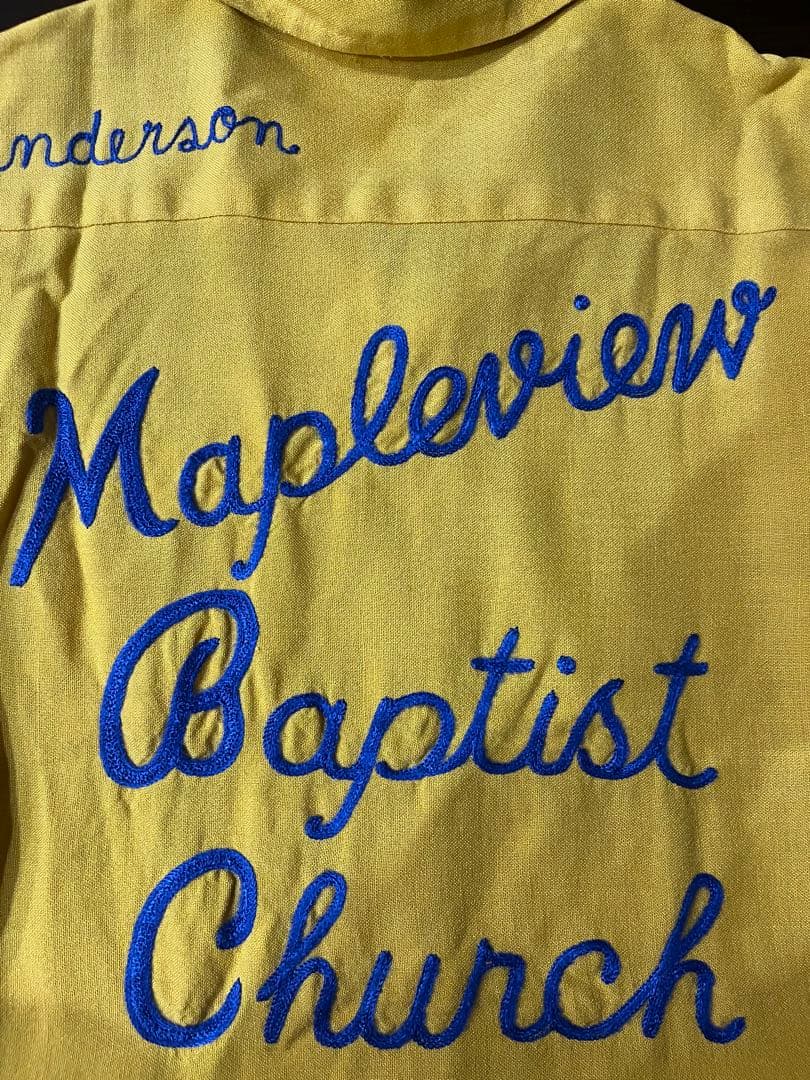 nderson
Mapleview
Baptist
Church